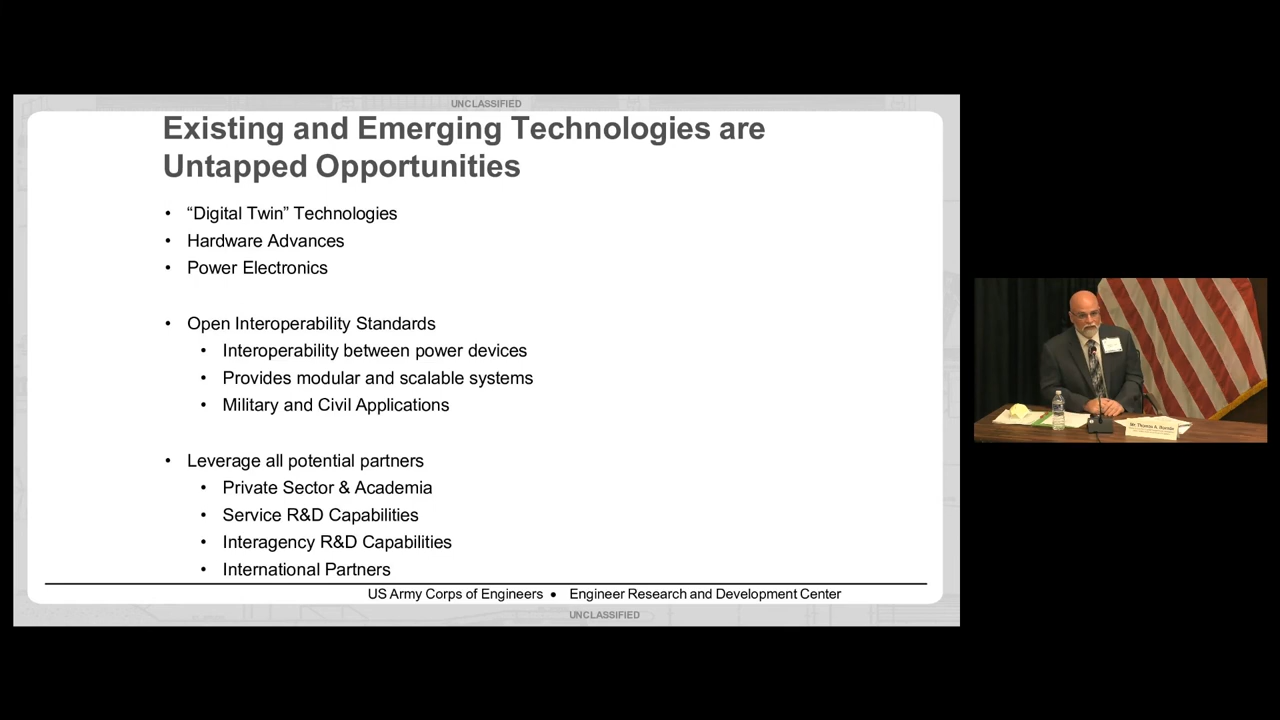 UNCLASSIFIED
Existing and Emerging Technologies are
Untapped Opportunities
• “Digital Twin” Technologies
• Hardware Advances
• Power Electronics
• Open Interoperability Standards
• Interoperability between power devices
• Provides modular and scalable systems
• Military and Civil Applications
• Leverage all potential partners
• Private Sector & Academia
• Service R&D Capabilities
• Interagency R&D Capabilities
• International Partners
US Army Corps of Engineers • Engineer Research and Development Center
UNCLASSIFIED
Mr. Thomas A.